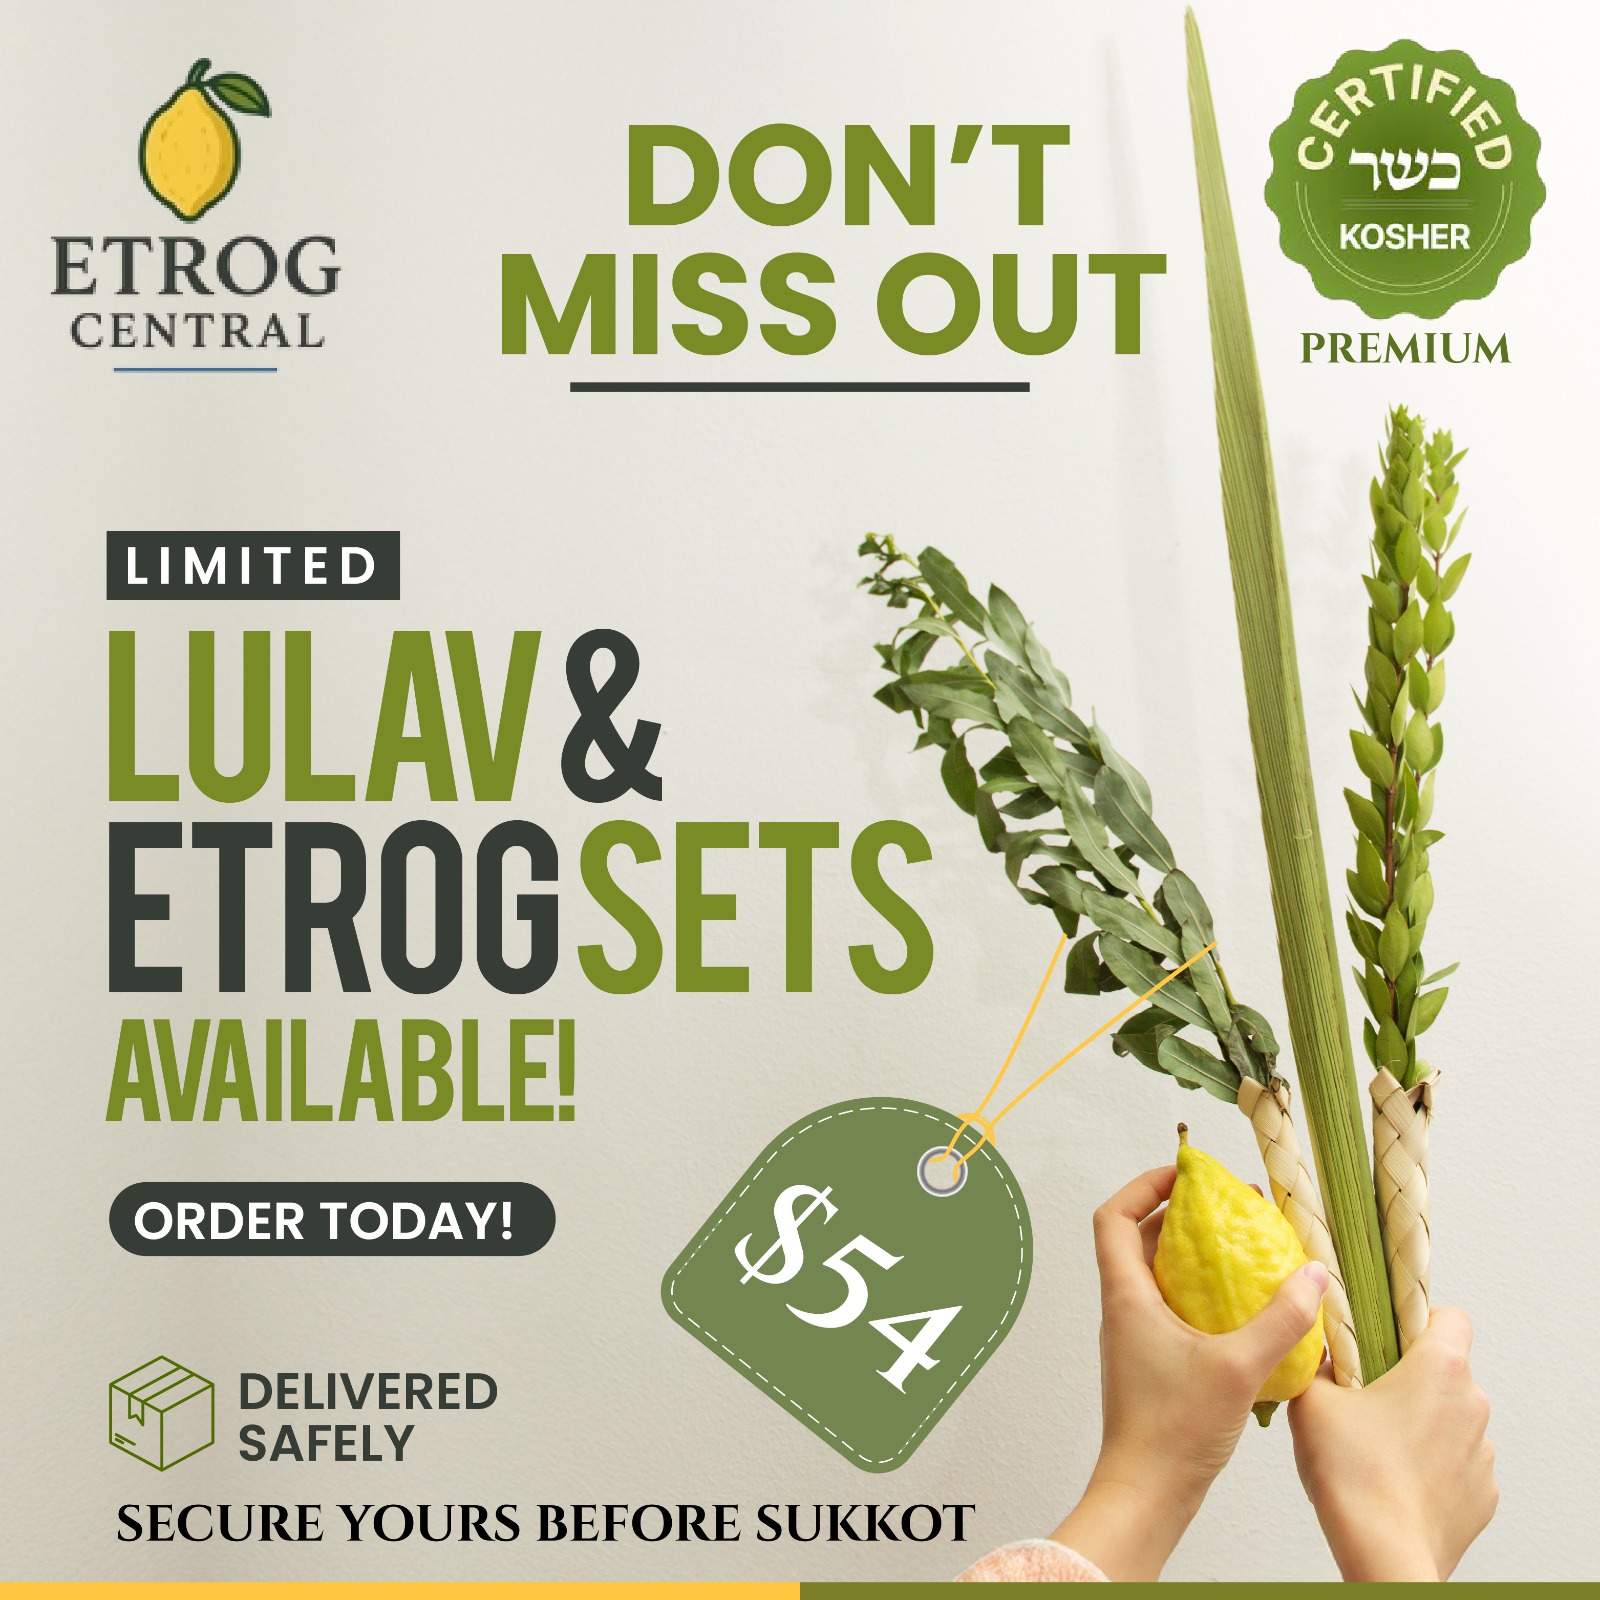 ETROG
CENTRAL
DON'T
MISS OUT
CERTIFIED
כשר
KOSHER
PREMIUM
LIMITED
LULAV &
ETROG SETS
AVAILABLE!
ORDER TODAY!
$54
DELIVERED
SAFELY
SECURE YOURS BEFORE SUKKOT